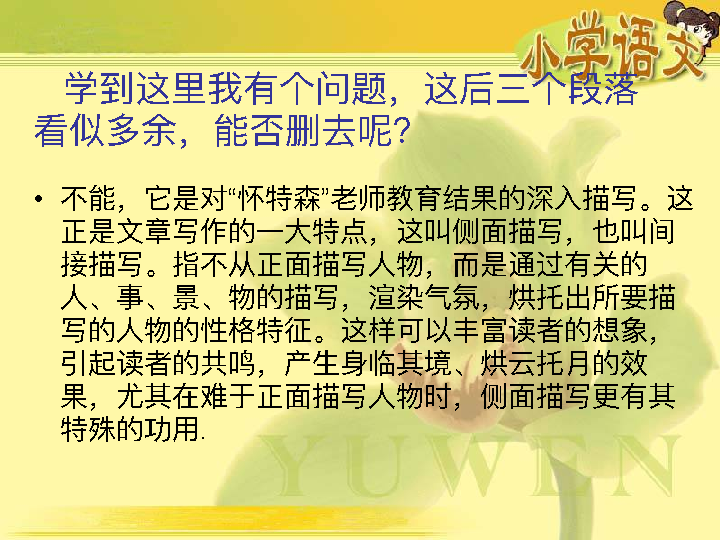 小学语文
学到这里我有个问题，这后三个段落
看似多余，能否删去呢？
• 不能，它是对“怀特森”老师教育结果的深入描写。这
正是文章写作的一大特点，这叫侧面描写，也叫间
接描写。指不从正面描写人物，而是通过有关的
人、事、景、物的描写，渲染气氛，烘托出所要描
写的人物的性格特征。这样可以丰富读者的想象，
引起读者的共鸣，产生身临其境、烘云托月的效
果，尤其在难于正面描写人物时，侧面描写更有其
特殊的功用.
YUWEN